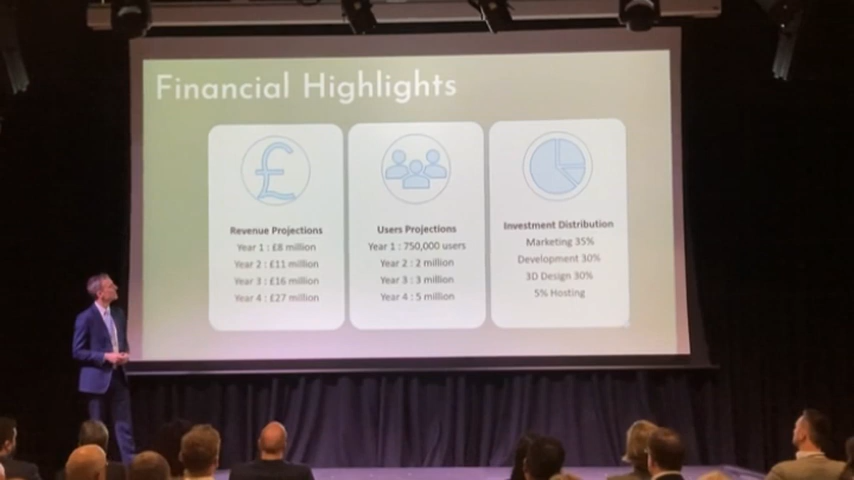 Financial Highlights
£
Revenue Projections
Year 1 : £8 million
Year 2 : £11 million
Year 3 : £16 million
Year 4 : £27 million
Users Projections
Year 1 : 750,000 users
Year 2 : 2 million
Year 3 : 3 million
Year 4 : 5 million
Investment Distribution
Marketing 35%
Development 30%
3D Design 30%
5% Hosting